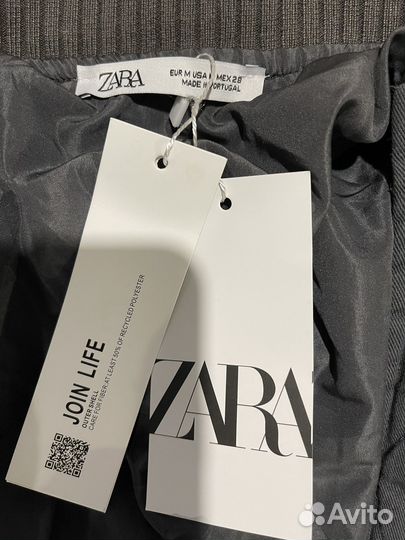 ZARA
EUR M USA M MEX 28
MADE IN PORTUGAL
JOIN LIFE
OUTER SHELL
CARE FOR FIBER: AT LEAST 50% OF RECYCLED POLYESTER
ZARA
Avito